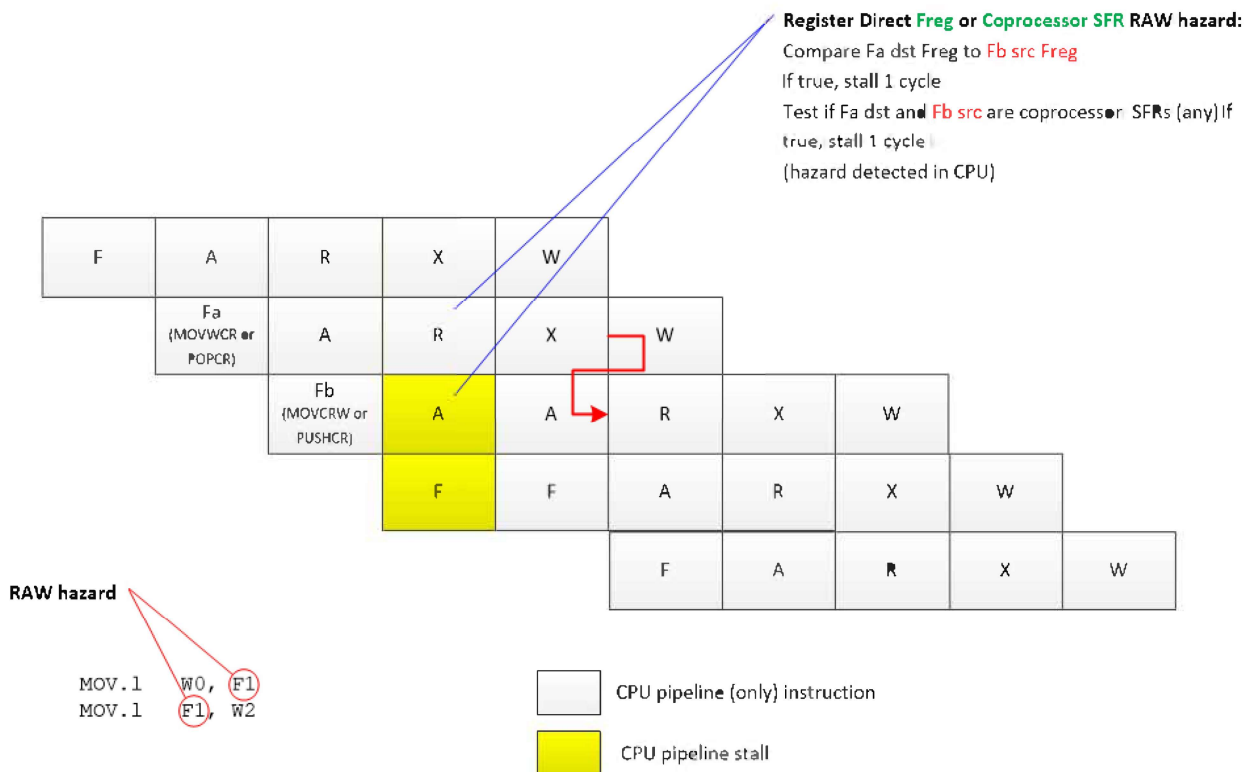 Register Direct Freg or Coprocessor SFR RAW hazard:
Compare Fa dst Freg to Fb src Freg
If true, stall 1 cycle
Test if Fa dst and Fb src are coprocessor SFRs (any) If
true, stall 1 cycle
(hazard detected in CPU)
F A R X W
Fa
(MOVWCR or
POPCR)
A R X W
Fb
(MOVCRW or
PUSHCR)
A A R X W
F F A R X W
F A R X W
RAW hazard
MOV.l W0, F1
MOV.l F1, W2
CPU pipeline (only) instruction
CPU pipeline stall